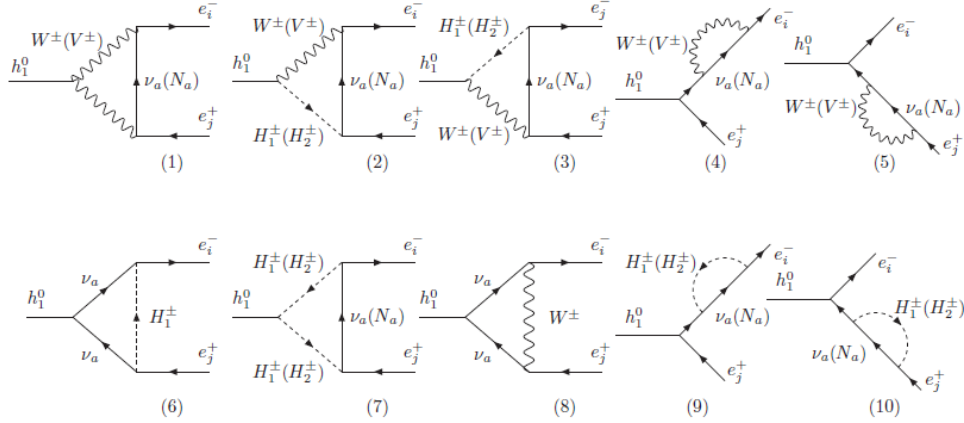 e_i^- e_i^- e_j^- e_i^-
W^±(V^±) W^±(V^±) H_1^±(H_2^±) W^±(V^±) h_1^0 e_i^-
h_1^0 ν_a(N_a) h_1^0 ν_a(N_a) h_1^0 ν_a(N_a) h_1^0 ν_a(N_a) W^±(V^±) ν_a(N_a)
e_j^+ H_1^±(H_2^±) e_j^+ W^±(V^±) e_j^+ e_j^+ e_j^+
(1) (2) (3) (4) (5)
e_i^- H_1^±(H_2^±) e_i^- e_i^- H_1^±(H_2^±) e_i^- h_1^0 e_i^-
ν_a ν_a H_1^±(H_2^±)
h_1^0 H_1^± h_1^0 ν_a(N_a) h_1^0 W^± h_1^0 ν_a(N_a)
ν_a e_j^+ H_1^±(H_2^±) e_j^+ ν_a e_j^+ e_j^+ ν_a(N_a) e_j^+
(6) (7) (8) (9) (10)